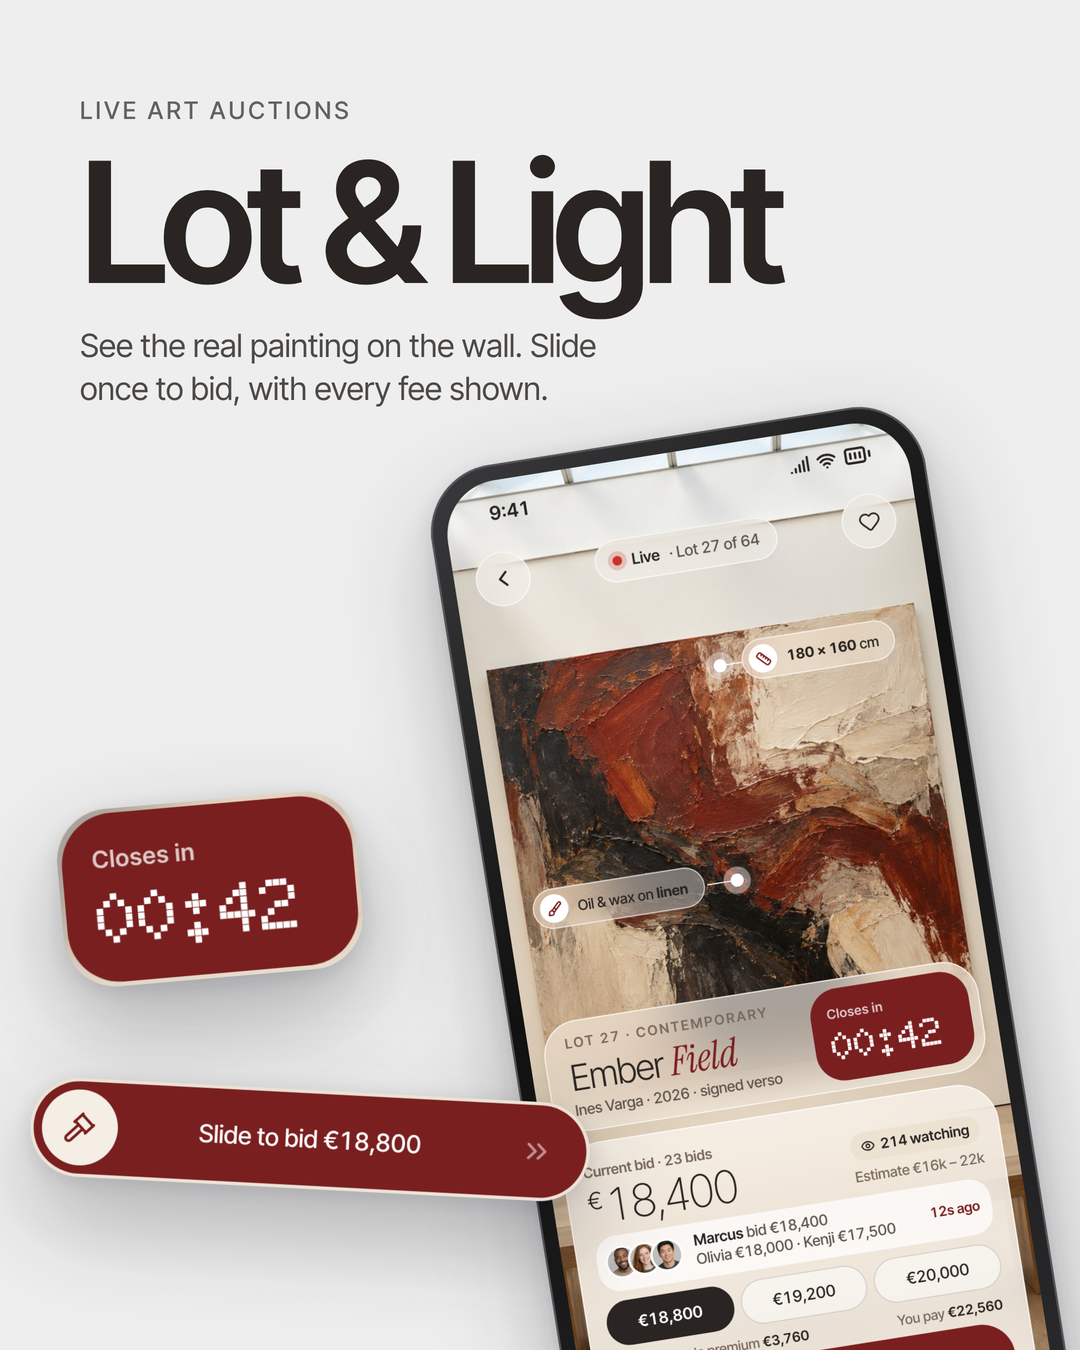 LIVE ART AUCTIONS
Lot & Light
See the real painting on the wall. Slide
once to bid, with every fee shown.
9:41
Live · Lot 27 of 64
180 × 160 cm
Oil & wax on linen
Closes in
00:42
LOT 27 · CONTEMPORARY
Ember Field
Ines Varga · 2026 · signed verso
Closes in
00:42
Slide to bid €18,800
Current bid · 23 bids
€18,400
214 watching
Estimate €16k – 22k
Marcus bid €18,400
Olivia €18,000 · Kenji €17,500
12s ago
€18,800
€19,200
€20,000
premium €3,760
You pay €22,560